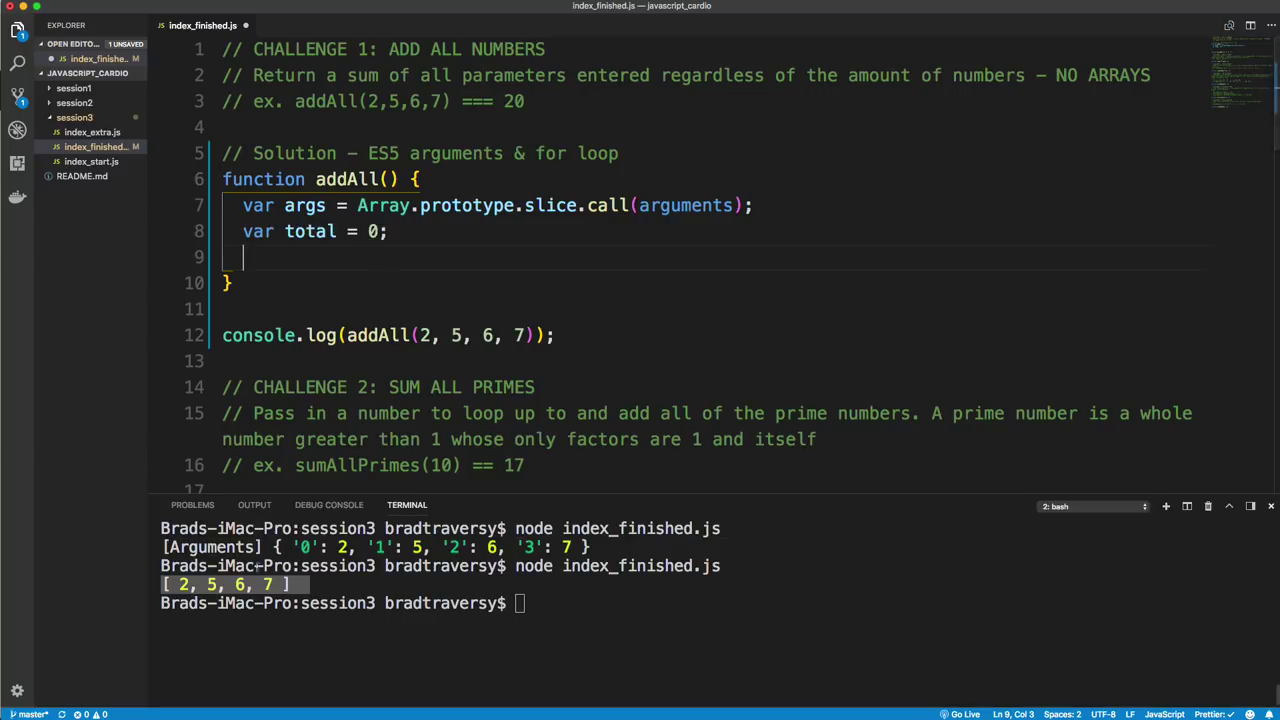 index_finished.js — javascript_cardio
EXPLORER
index_finished.js
OPEN EDITO...
1 UNSAVED
index_finishe...
JAVASCRIPT_CARDIO
session1
session2
session3
JS index_extra.js
JS index_finished... M
JS index_start.js
README.md
1 // CHALLENGE 1: ADD ALL NUMBERS
2 // Return a sum of all parameters entered regardless of the amount of numbers - NO ARRAYS
3 // ex. addAll(2,5,6,7) === 20
4
5 // Solution - ES5 arguments & for loop
6 function addAll() {
7 var args = Array.prototype.slice.call(arguments);
8 var total = 0;
9
10 }
11
12 console.log(addAll(2, 5, 6, 7));
13
14 // CHALLENGE 2: SUM ALL PRIMES
15 // Pass in a number to loop up to and add all of the prime numbers. A prime number is a whole
number greater than 1 whose only factors are 1 and itself
16 // ex. sumAllPrimes(10) == 17
17
PROBLEMS OUTPUT DEBUG CONSOLE TERMINAL 2: bash
Brads-iMac-Pro:session3 bradtraversy$ node index_finished.js
[Arguments] { '0': 2, '1': 5, '2': 6, '3': 7 }
Brads-iMac-Pro:session3 bradtraversy$ node index_finished.js
[ 2, 5, 6, 7 ]
Brads-iMac-Pro:session3 bradtraversy$
master* 0 0 Go Live Ln 9, Col 3 Spaces: 2 UTF-8 LF JavaScript Prettier: ✓